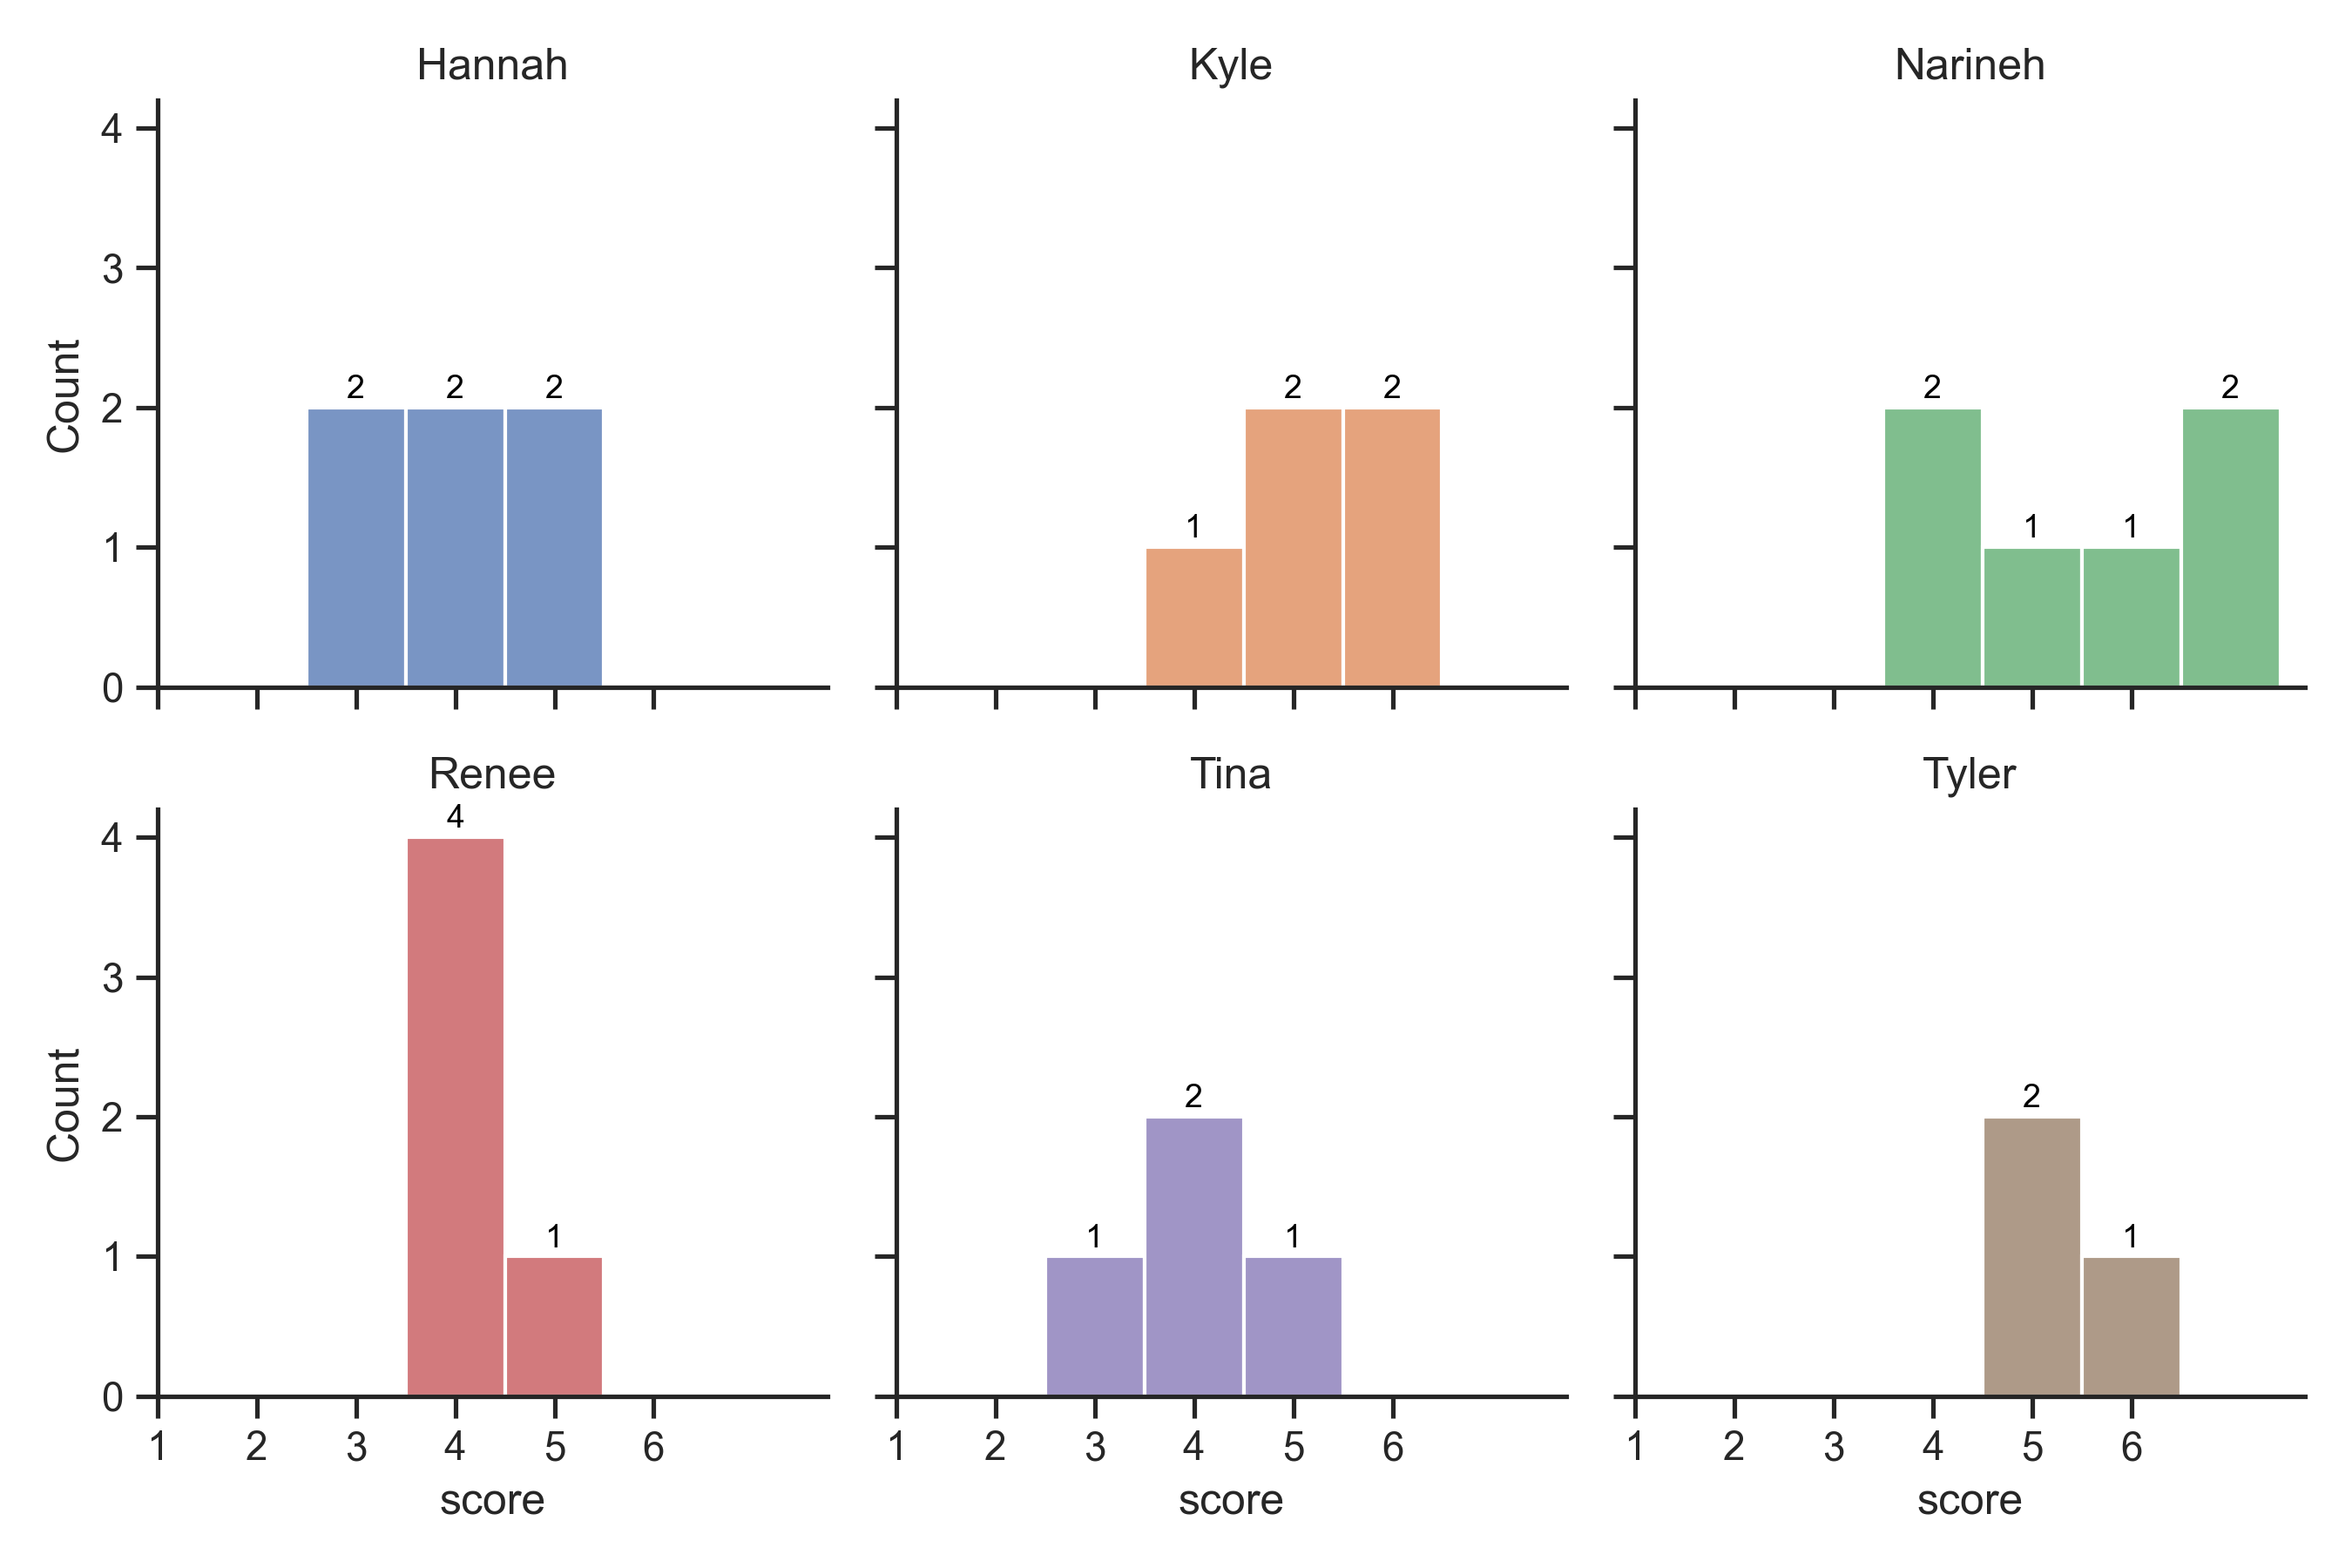 Hannah Kyle Narineh
4
3
2 2 2 2 2 2 2
Count 2
1 1 1
1
0
Renee Tina Tyler
4
4
3
2 2
Count 2
1 1 1 1
1
0
1 2 3 4 5 6 1 2 3 4 5 6 1 2 3 4 5 6
score score score